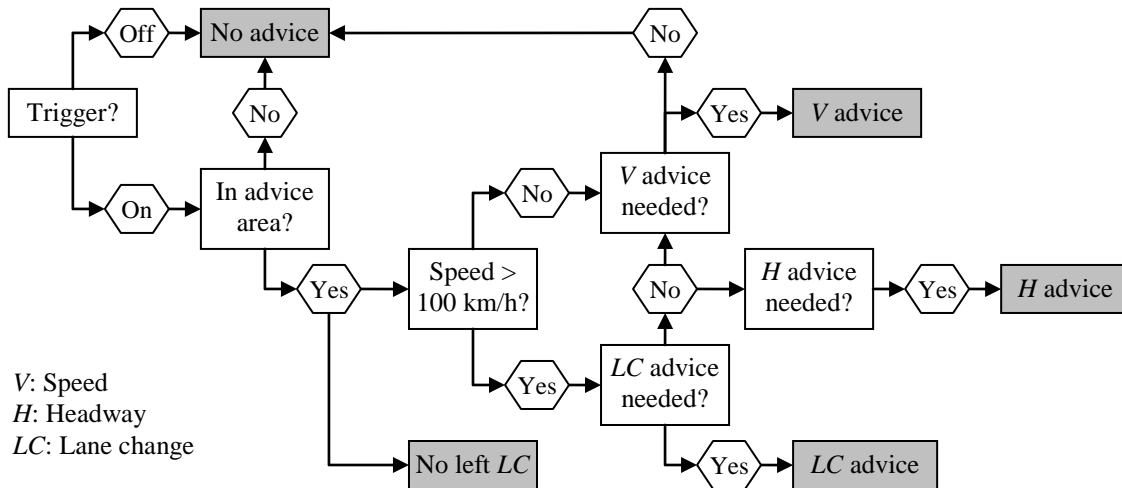 Off
No advice
No
Trigger?
No
Yes
V advice
On
In advice
area?
No
V advice
needed?
Yes
Speed >
100 km/h?
No
H advice
needed?
Yes
H advice
V: Speed
H: Headway
LC: Lane change
Yes
LC advice
needed?
No left LC
Yes
LC advice